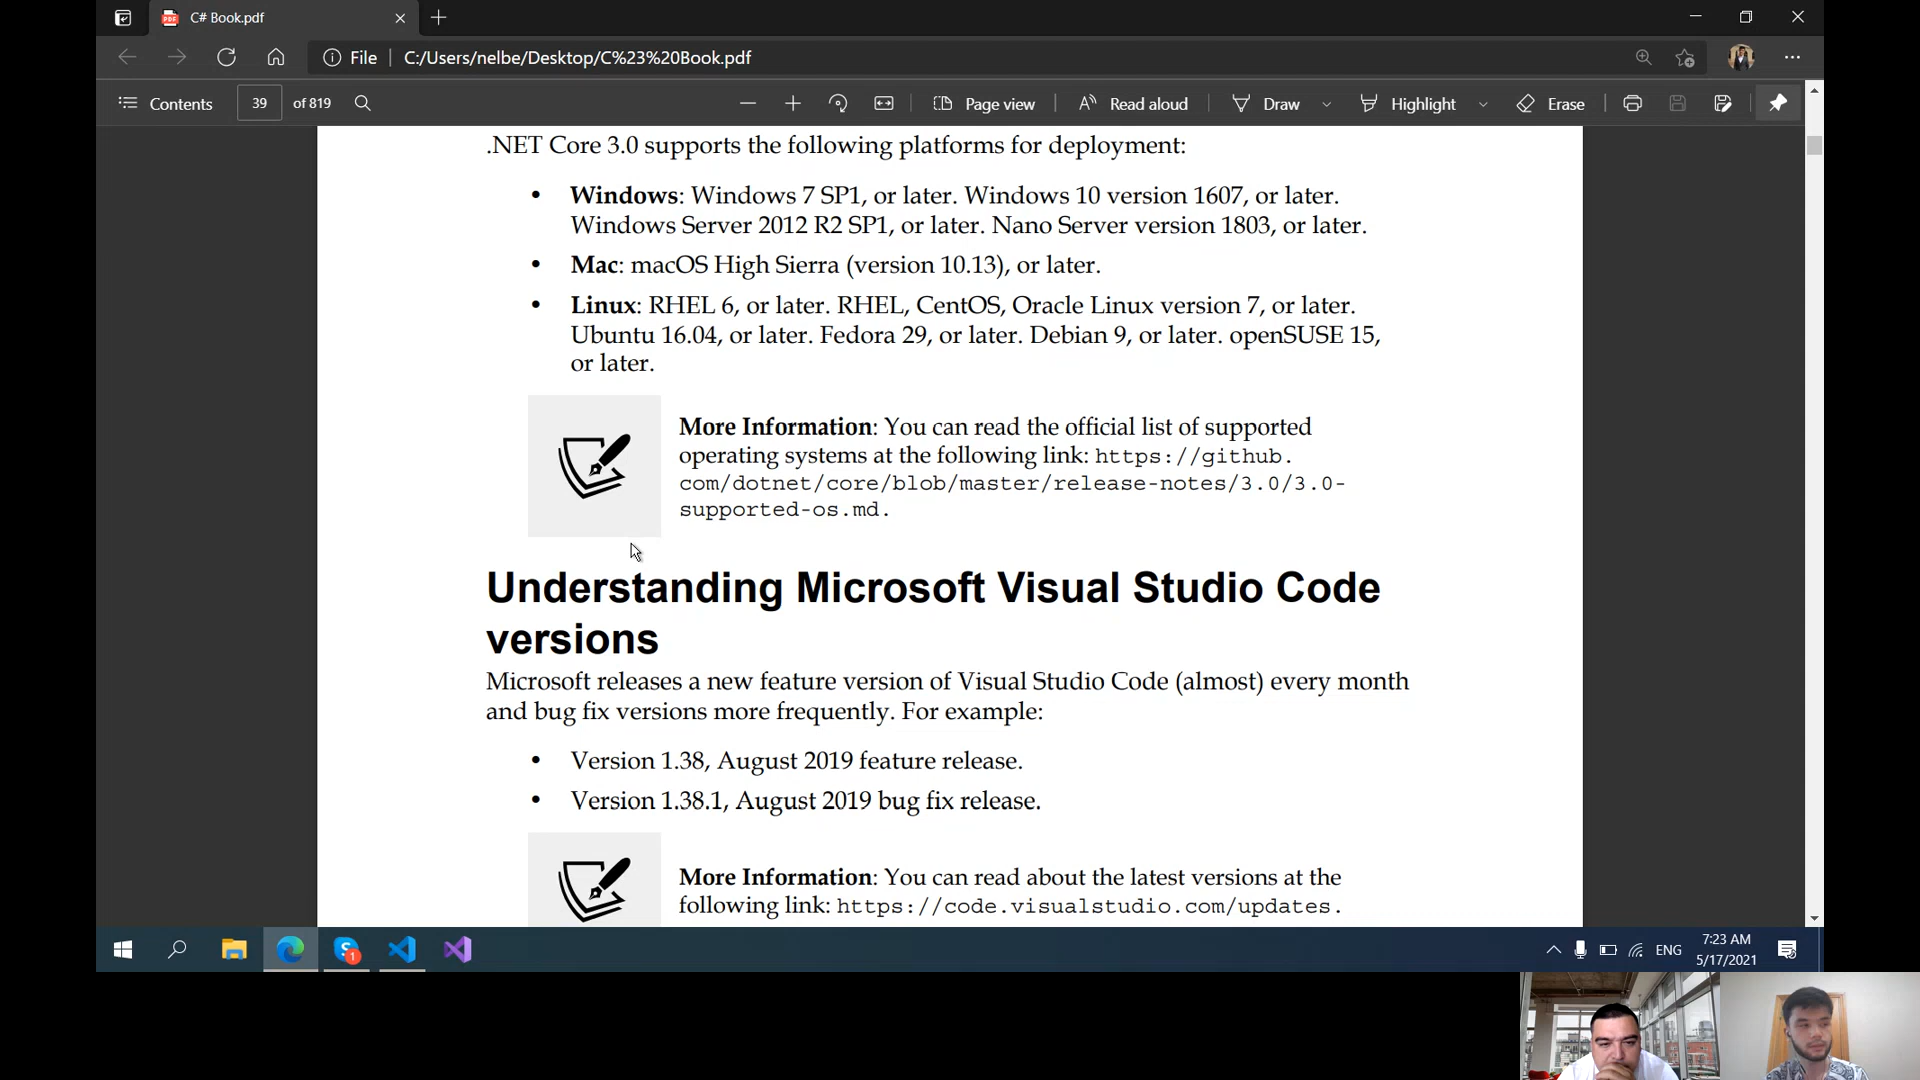 C# Book.pdf
File
C:/Users/nelbe/Desktop/C%23%20Book.pdf
Contents
39
of 819
Page view
Read aloud
Draw
Highlight
Erase
.NET Core 3.0 supports the following platforms for deployment:
• Windows: Windows 7 SP1, or later. Windows 10 version 1607, or later.
Windows Server 2012 R2 SP1, or later. Nano Server version 1803, or later.
• Mac: macOS High Sierra (version 10.13), or later.
• Linux: RHEL 6, or later. RHEL, CentOS, Oracle Linux version 7, or later.
Ubuntu 16.04, or later. Fedora 29, or later. Debian 9, or later. openSUSE 15,
or later.
More Information: You can read the official list of supported
operating systems at the following link: https://github.
com/dotnet/core/blob/master/release-notes/3.0/3.0-
supported-os.md.
Understanding Microsoft Visual Studio Code
versions
Microsoft releases a new feature version of Visual Studio Code (almost) every month
and bug fix versions more frequently. For example:
• Version 1.38, August 2019 feature release.
• Version 1.38.1, August 2019 bug fix release.
More Information: You can read about the latest versions at the
following link: https://code.visualstudio.com/updates.
1
ENG
7:23 AM
5/17/2021